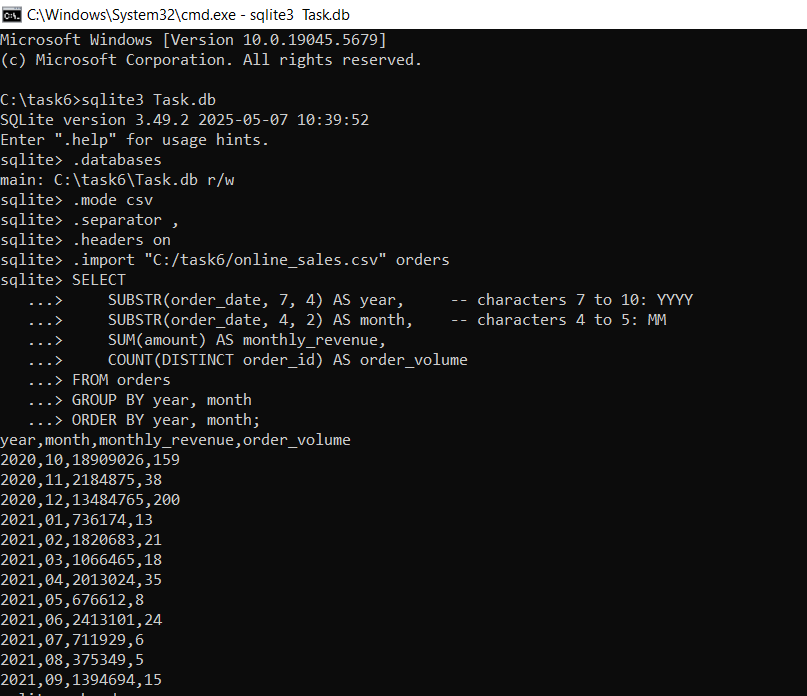 C:\Windows\System32\cmd.exe - sqlite3  Task.db
Microsoft Windows [Version 10.0.19045.5679]
(c) Microsoft Corporation. All rights reserved.
C:\task6>sqlite3 Task.db
SQLite version 3.49.2 2025-05-07 10:39:52
Enter ".help" for usage hints.
sqlite> .databases
main: C:\task6\Task.db r/w
sqlite> .mode csv
sqlite> .separator ,
sqlite> .headers on
sqlite> .import "C:/task6/online_sales.csv" orders
sqlite> SELECT
   ...>     SUBSTR(order_date, 7, 4) AS year,     -- characters 7 to 10: YYYY
   ...>     SUBSTR(order_date, 4, 2) AS month,    -- characters 4 to 5: MM
   ...>     SUM(amount) AS monthly_revenue,
   ...>     COUNT(DISTINCT order_id) AS order_volume
   ...> FROM orders
   ...> GROUP BY year, month
   ...> ORDER BY year, month;
year,month,monthly_revenue,order_volume
2020,10,18909026,159
2020,11,2184875,38
2020,12,13484765,200
2021,01,736174,13
2021,02,1820683,21
2021,03,1066465,18
2021,04,2013024,35
2021,05,676612,8
2021,06,2413101,24
2021,07,711929,6
2021,08,375349,5
2021,09,1394694,15